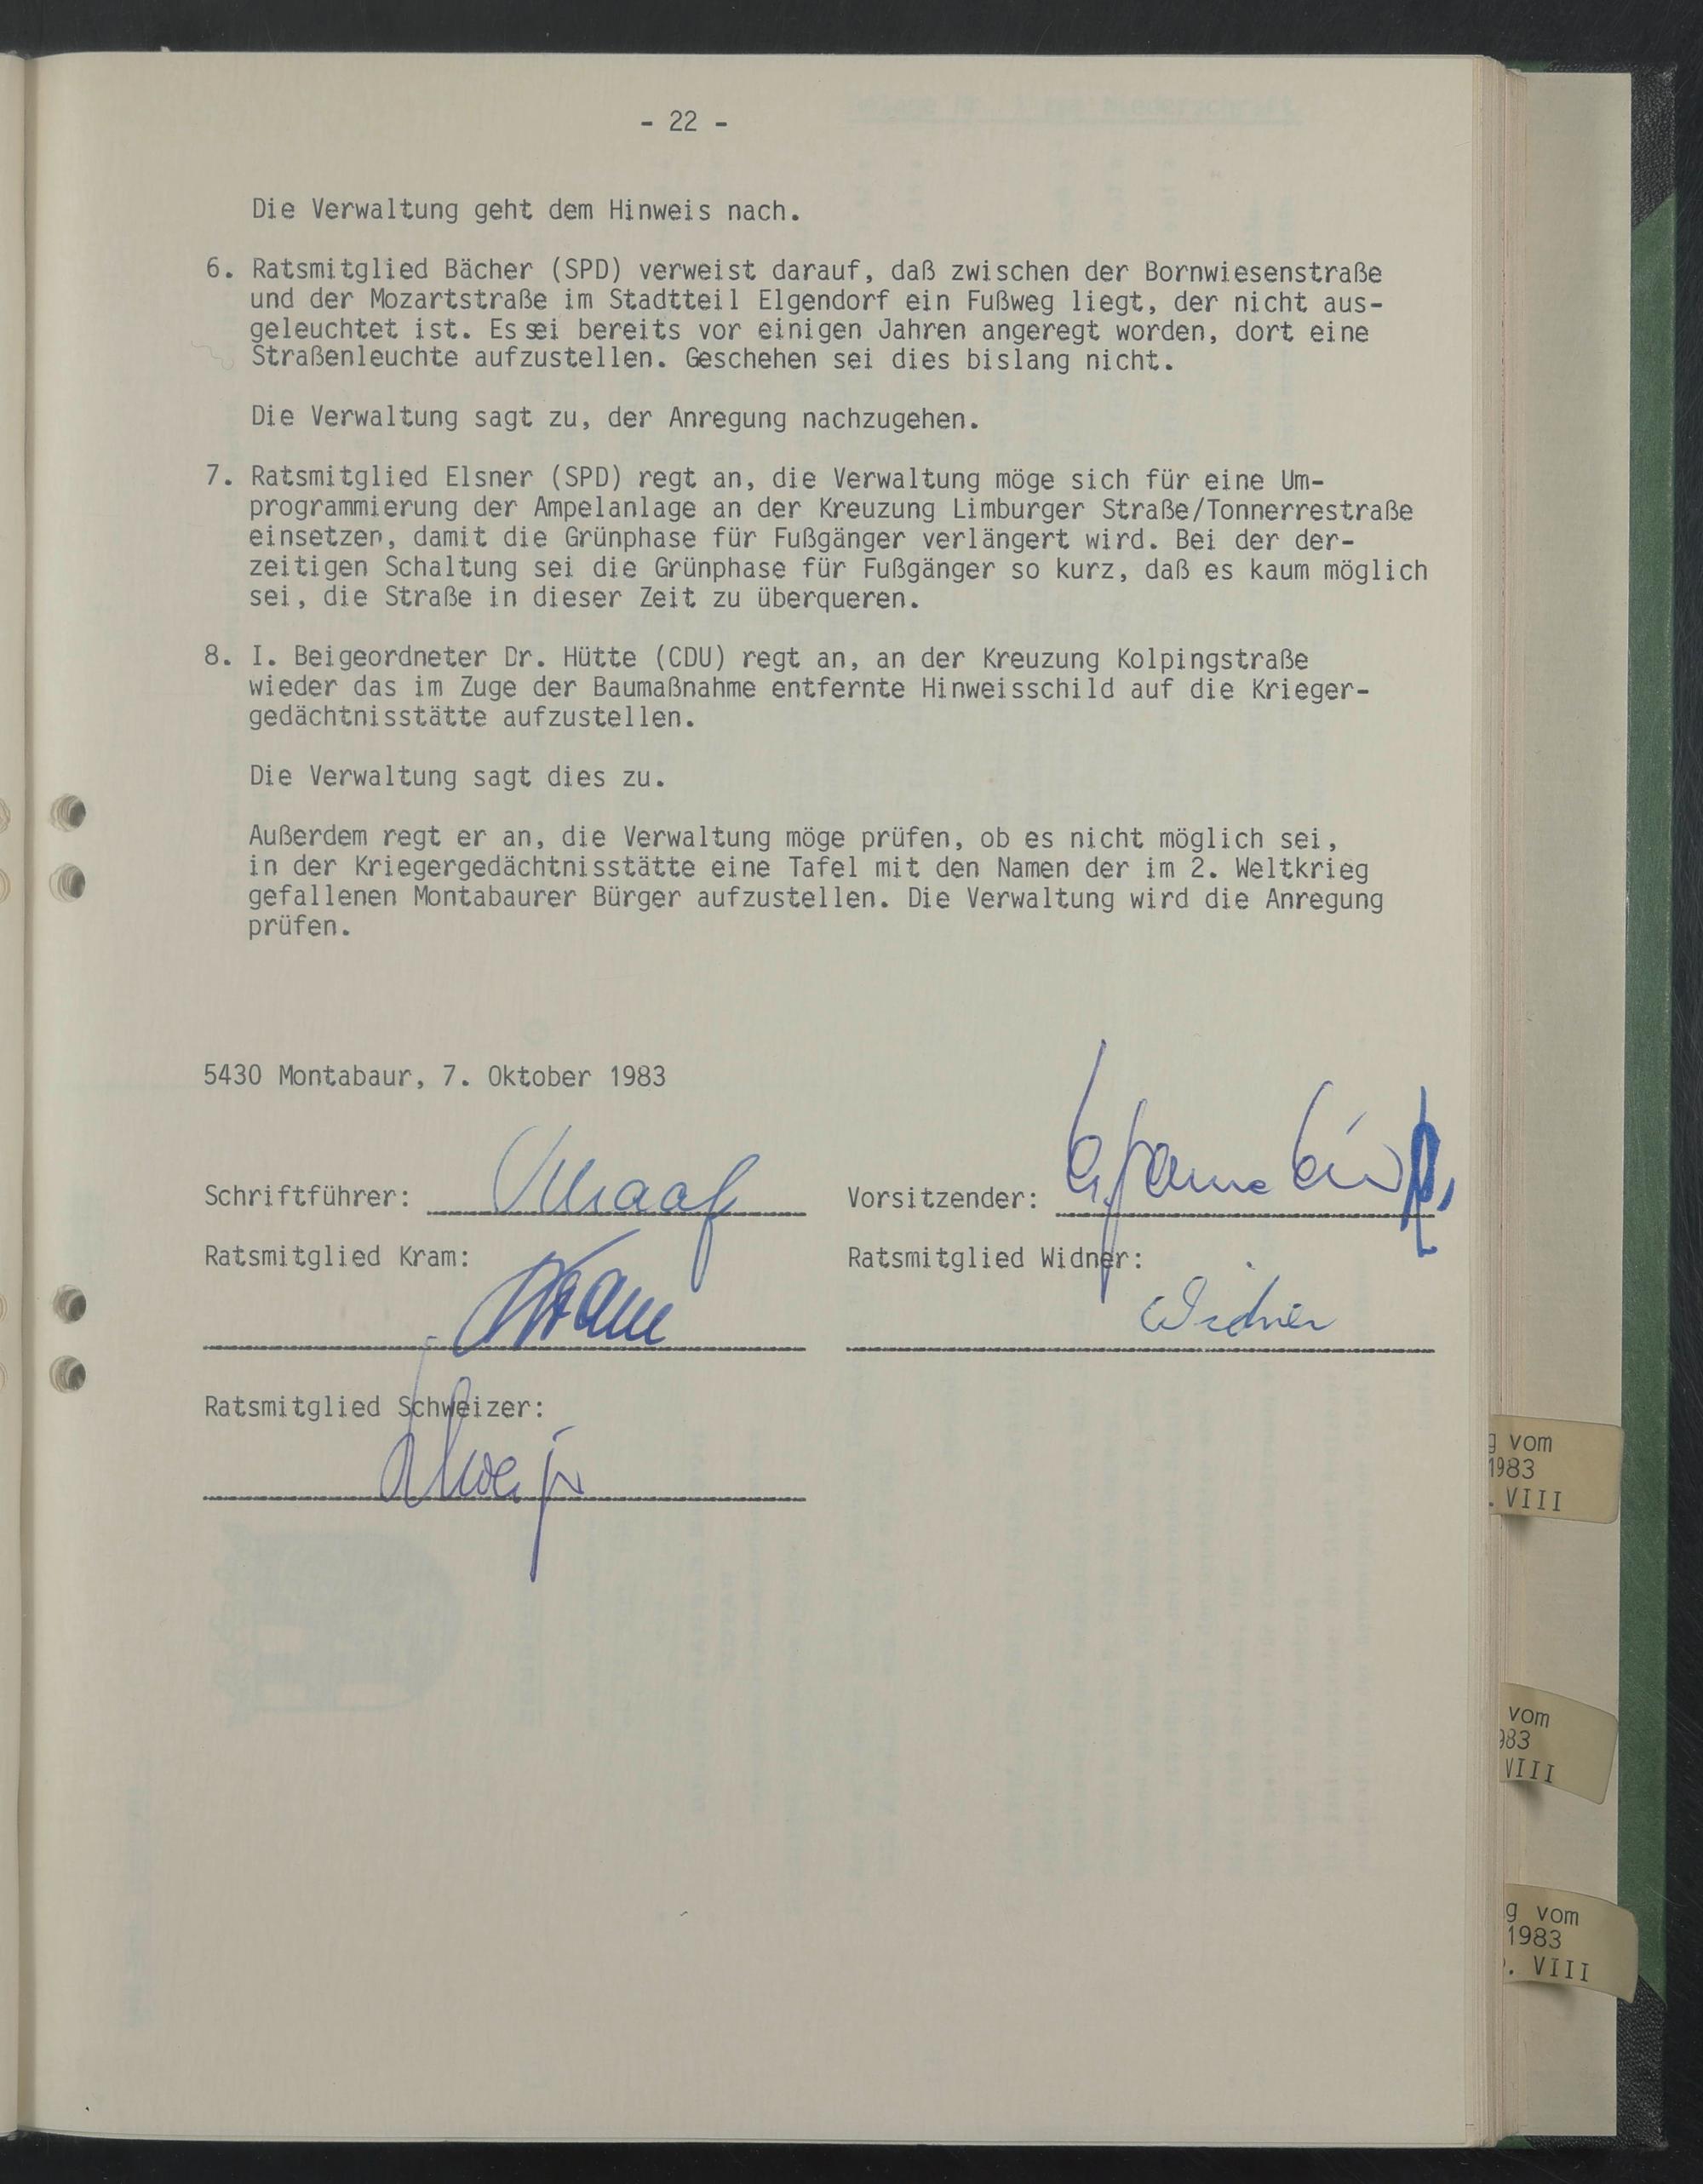 - 22 -
Die Verwaltung geht dem Hinweis nach.
6. Ratsmitglied Bächer (SPD) verweist darauf, daß zwischen der Bornwiesenstraße
und der Mozartstraße im Stadtteil Elgendorf ein Fußweg liegt, der nicht aus-
geleuchtet ist. Es sei bereits vor einigen Jahren angeregt worden, dort eine
Straßenleuchte aufzustellen. Geschehen sei dies bislang nicht.
Die Verwaltung sagt zu, der Anregung nachzugehen.
7. Ratsmitglied Elsner (SPD) regt an, die Verwaltung möge sich für eine Um-
programmierung der Ampelanlage an der Kreuzung Limburger Straße/Tonnerrestraße
einsetzen, damit die Grünphase für Fußgänger verlängert wird. Bei der der-
zeitigen Schaltung sei die Grünphase für Fußgänger so kurz, daß es kaum möglich
sei, die Straße in dieser Zeit zu überqueren.
8. I. Beigeordneter Dr. Hütte (CDU) regt an, an der Kreuzung Kolpingstraße
wieder das im Zuge der Baumaßnahme entfernte Hinweisschild auf die Krieger-
gedächtnisstätte aufzustellen.
Die Verwaltung sagt dies zu.
Außerdem regt er an, die Verwaltung möge prüfen, ob es nicht möglich sei,
in der Kriegergedächtnisstätte eine Tafel mit den Namen der im 2. Weltkrieg
gefallenen Montabaurer Bürger aufzustellen. Die Verwaltung wird die Anregung
prüfen.
5430 Montabaur, 7. Oktober 1983
Schriftführer: Vorsitzender:
Ratsmitglied Kram: Ratsmitglied Widner:
Kram Widner
Ratsmitglied Schweizer:
g vom
1983
. VIII
vom
983
VIII
g vom
1983
. VIII